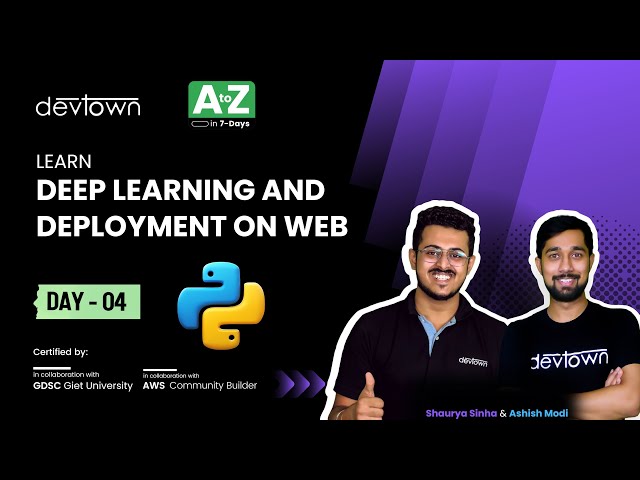 devtown
A to Z
in 7-Days
LEARN
DEEP LEARNING AND
DEPLOYMENT ON WEB
DAY - 04
Certified by:
in collaboration with
GDSC Giet University
in collaboration with
AWS Community Builder
devtown
devtown
Shaurya Sinha & Ashish Modi